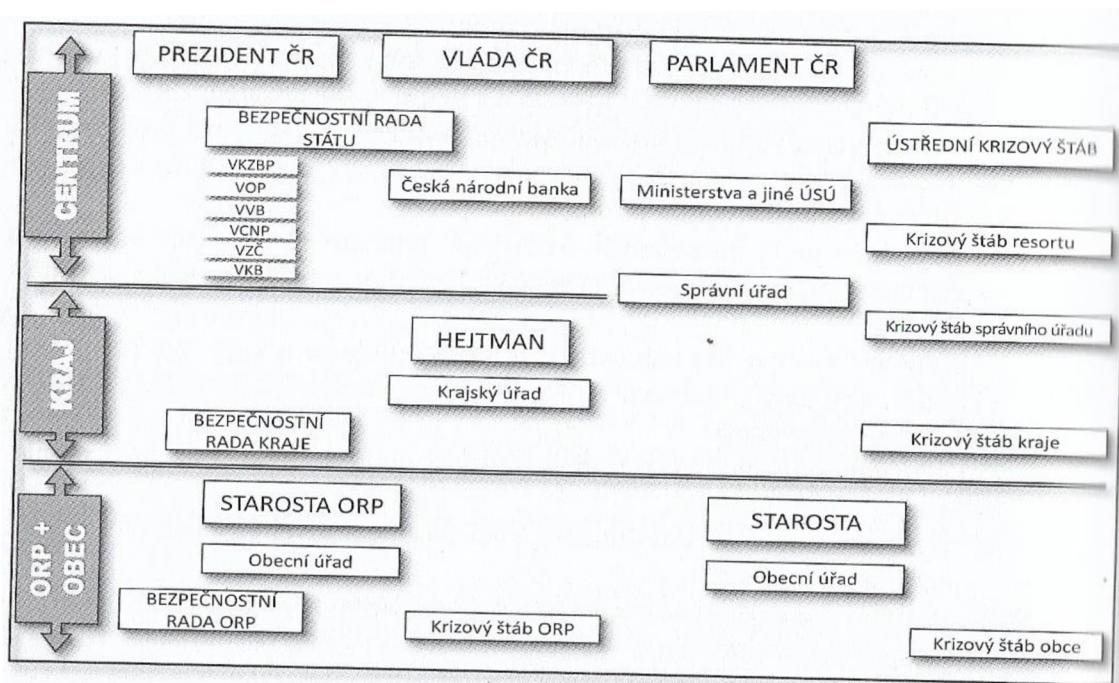 CENTRUM
PREZIDENT ČR
VLÁDA ČR
PARLAMENT ČR
BEZPEČNOSTNÍ RADA
STÁTU
VKZBP
VOP
VVB
VCNP
VZČ
VKB
Česká národní banka
Ministerstva a jiné ÚSÚ
ÚSTŘEDNÍ KRIZOVÝ ŠTÁB
Krizový štáb resortu
Správní úřad
Krizový štáb správního úřadu
KRAJ
HEJTMAN
Krajský úřad
BEZPEČNOSTNÍ
RADA KRAJE
Krizový štáb kraje
ORP +
OBEC
STAROSTA ORP
Obecní úřad
BEZPEČNOSTNÍ
RADA ORP
Krizový štáb ORP
STAROSTA
Obecní úřad
Krizový štáb obce